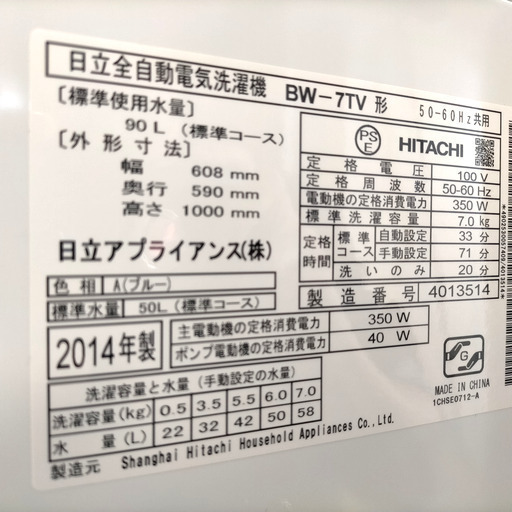 日立全自動電気洗濯機 BW-7TV 形 50-60Hz共用
〔標準使用水量〕
90L (標準コース)
〔外形寸法〕
幅 608 mm
奥行 590 mm
高さ 1000 mm
日立アプライアンス(株)
色相 A(ブルー)
標準水量 50L (標準コース)
PSE HITACHI
定格電圧 100 V
定格周波数 50-60 Hz
電動機の定格消費電力 350 W
標準洗濯容量 7.0 kg
定格時間 標準コース 自動設定 33 分
手動設定 71 分
洗いのみ 20 分
製造番号 4013514
2014年製
主電動機の定格消費電力 350 W
ポンプ電動機の定格消費電力 40 W
洗濯容量と水量 (手動設定の水量)
洗濯容量(kg) 0.5 3.5 5.5 6.0 7.0
水量(L) 22 32 42 50 58
製造元 Shanghai Hitachi Household Appliances Co., Ltd.
MADE IN CHINA
1CHSE0712-A